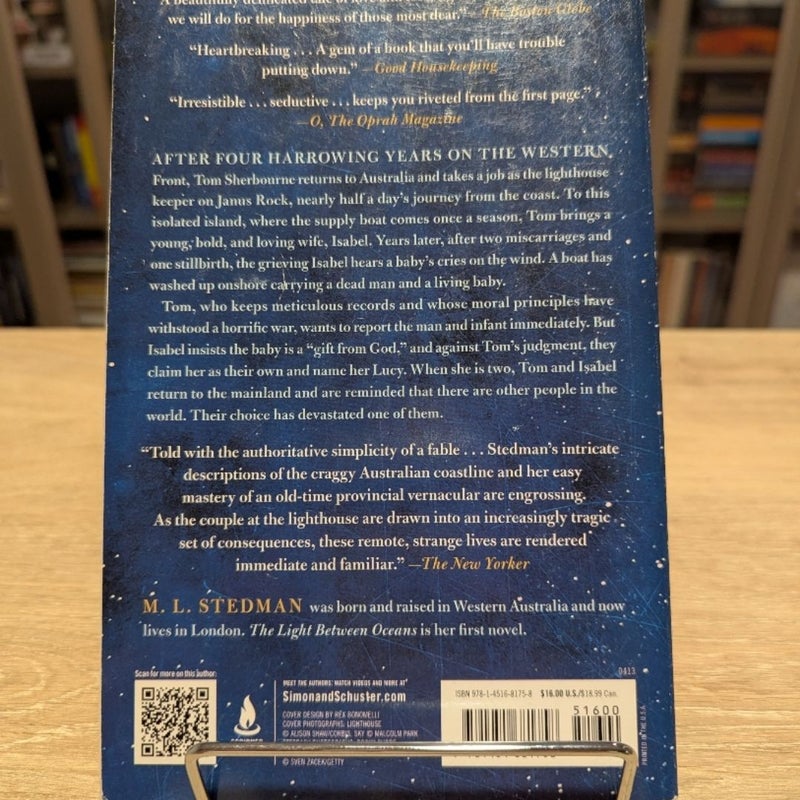 A beautifully delineated tale of love and
we will do for the happiness of those most dear." —The Boston Globe
"Heartbreaking . . . A gem of a book that you'll have trouble
putting down." —Good Housekeeping
"Irresistible . . . seductive . . . keeps you riveted from the first page."
—O, The Oprah Magazine
AFTER FOUR HARROWING YEARS ON THE WESTERN
Front, Tom Sherbourne returns to Australia and takes a job as the lighthouse
keeper on Janus Rock, nearly half a day's journey from the coast. To this
isolated island, where the supply boat comes once a season, Tom brings a
young, bold, and loving wife, Isabel. Years later, after two miscarriages and
one stillbirth, the grieving Isabel hears a baby's cries on the wind. A boat has
washed up onshore carrying a dead man and a living baby.
Tom, who keeps meticulous records and whose moral principles have
withstood a horrific war, wants to report the man and infant immediately. But
Isabel insists the baby is a "gift from God," and against Tom's judgment, they
claim her as their own and name her Lucy. When she is two, Tom and Isabel
return to the mainland and are reminded that there are other people in the
world. Their choice has devastated one of them.
"Told with the authoritative simplicity of a fable . . . Stedman's intricate
descriptions of the craggy Australian coastline and her easy
mastery of an old-time provincial vernacular are engrossing.
As the couple at the lighthouse are drawn into an increasingly tragic
set of consequences, these remote, strange lives are rendered
immediate and familiar." —The New Yorker
M. L. STEDMAN was born and raised in Western Australia and now
lives in London. The Light Between Oceans is her first novel.
0413
Scan for more on this author:
MEET THE AUTHORS, WATCH VIDEOS AND MORE AT
SimonandSchuster.com
COVER DESIGN BY REX BONOMELLI
COVER PHOTOGRAPHS: LIGHTHOUSE
© ALISON SHAW/CORBIS, SKY © MALCOLM PARK
© SVEN ZACEK/GETTY
SCRIBNER
ISBN 978-1-4516-8175-8 $16.00 U.S./$18.99 Can.
51600
PRINTED IN THE U.S.A.